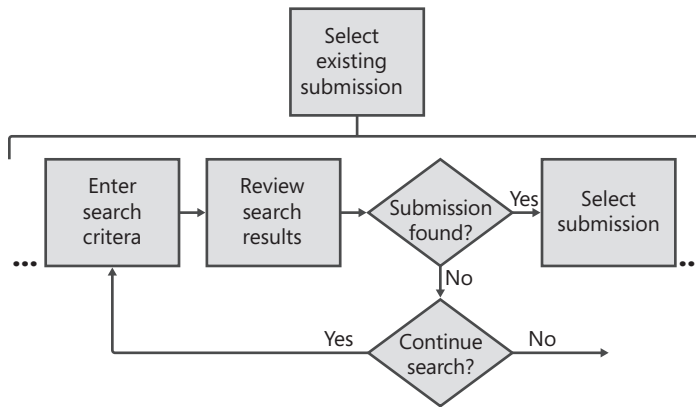 Select
existing
submission
Enter
search
critera
Review
search
results
Submission
found?
Yes
Select
submission
...
...
No
Yes
Continue
search?
No